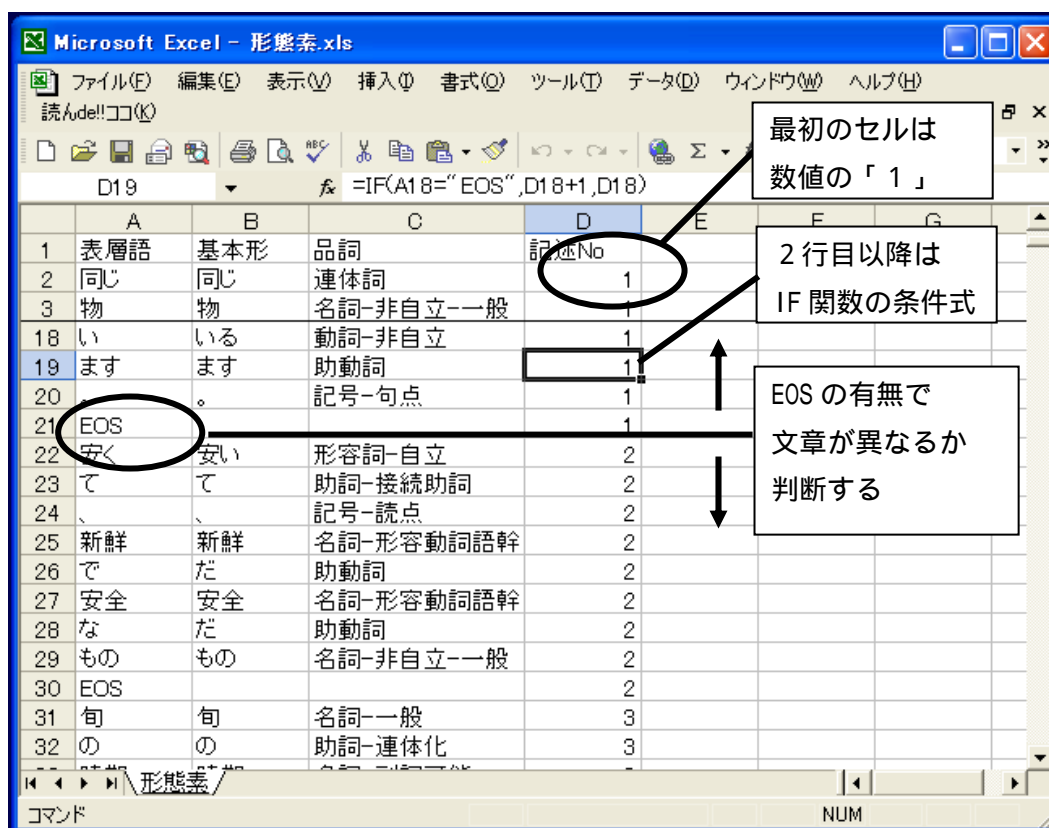 Microsoft Excel - 形態素.xls
ファイル(F) 編集(E) 表示(V) 挿入(I) 書式(O) ツール(T) データ(D) ウィンドウ(W) ヘルプ(H)
読んde!!ココ(K)
最初のセルは
数値の「１」
D19 fx =IF(A18="EOS",D18+1,D18)
A B C D E F G
1 表層語 基本形 品詞 記述No
2 同じ 同じ 連体詞 1
3 物 物 名詞-非自立-一般 1
２行目以降は
IF関数の条件式
18 い いる 動詞-非自立 1
19 ます ます 助動詞 1
20 。 。 記号-句点 1
21 EOS 1
22 安く 安い 形容詞-自立 2
23 て て 助詞-接続助詞 2
24 、 、 記号-読点 2
EOSの有無で
文章が異なるか
判断する
25 新鮮 新鮮 名詞-形容動詞語幹 2
26 で だ 助動詞 2
27 安全 安全 名詞-形容動詞語幹 2
28 な だ 助動詞 2
29 もの もの 名詞-非自立-一般 2
30 EOS 2
31 旬 旬 名詞-一般 3
32 の の 助詞-連体化 3
形態素
コマンド NUM